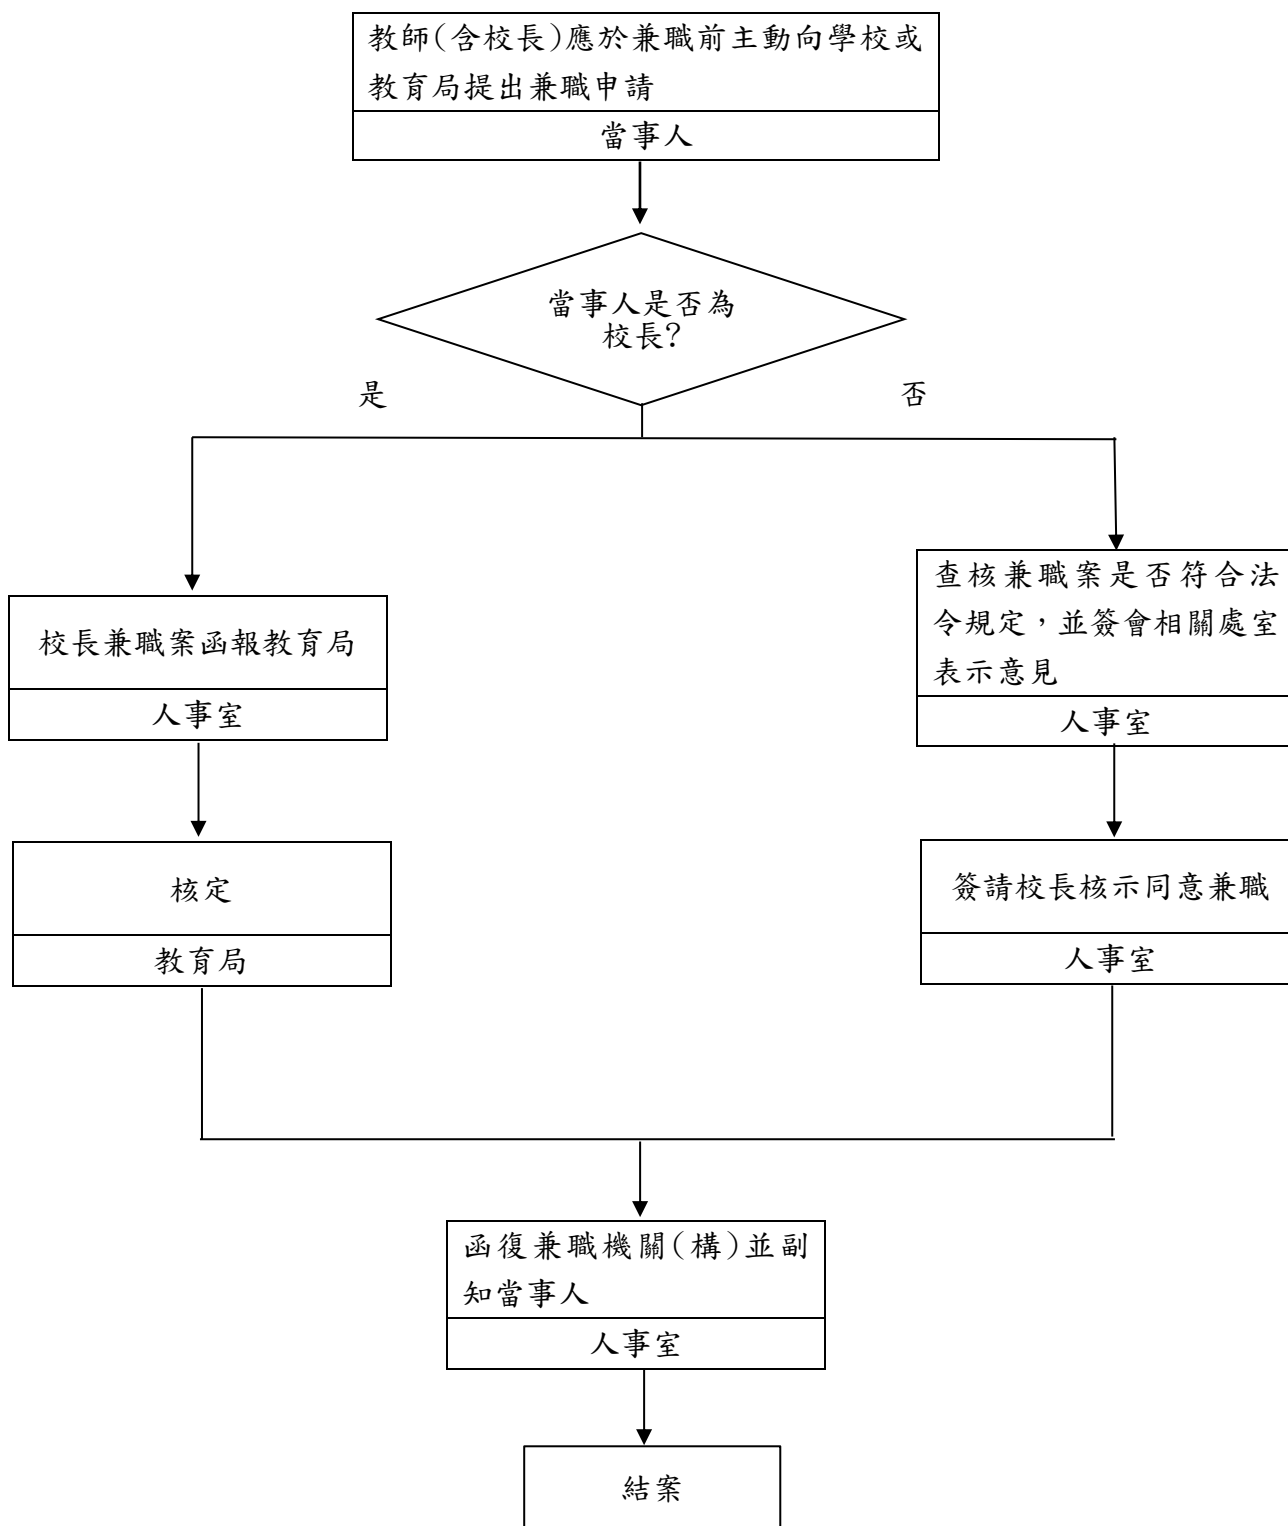 教師(含校長)應於兼職前主動向學校或
教育局提出兼職申請
當事人
當事人是否為
校長?
是
否
校長兼職案函報教育局
人事室
查核兼職案是否符合法
令規定，並簽會相關處室
表示意見
人事室
核定
教育局
簽請校長核示同意兼職
人事室
函復兼職機關(構)並副
知當事人
人事室
結案